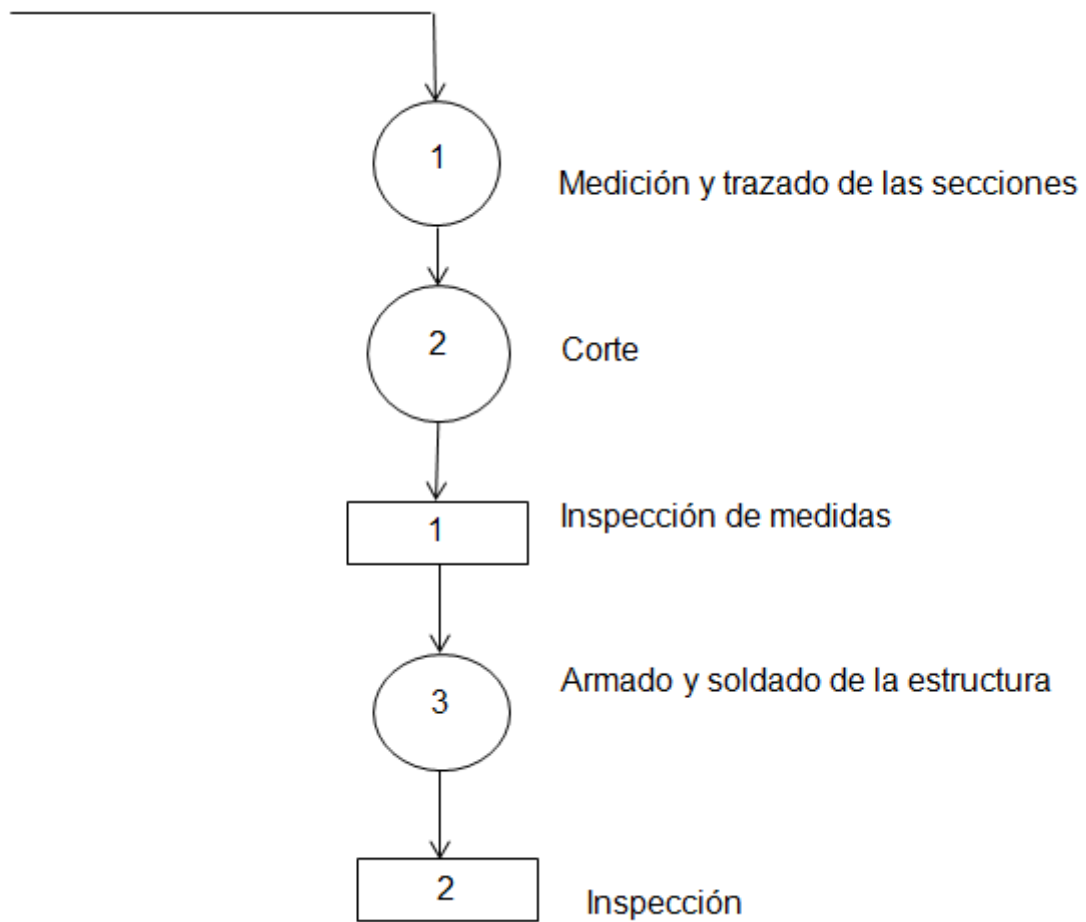 1
Medición y trazado de las secciones
2
Corte
Inspección de medidas
1
Armado y soldado de la estructura
3
2
Inspección